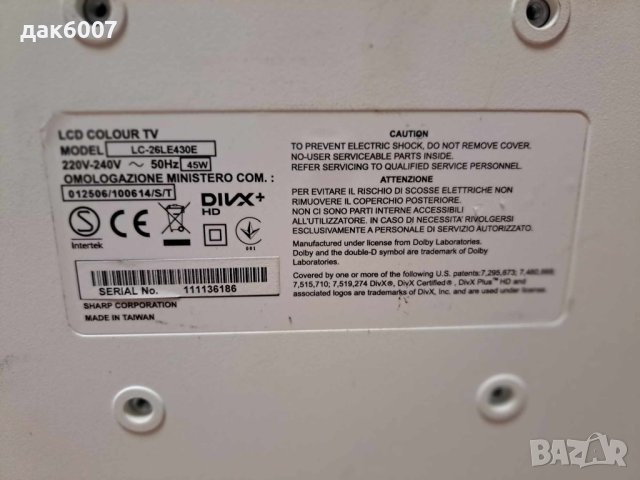 дак6007
LCD COLOUR TV
MODEL LC-26LE430E
220V-240V ~ 50Hz 45W
OMOLOGAZIONE MINISTERO COM. :
012506/100614/S/T
Intertek
CE
DIVX+
HD
001
SERIAL No. 111136186
SHARP CORPORATION
MADE IN TAIWAN
CAUTION
TO PREVENT ELECTRIC SHOCK, DO NOT REMOVE COVER.
NO-USER SERVICEABLE PARTS INSIDE.
REFER SERVICING TO QUALIFIED SERVICE PERSONNEL.
ATTENZIONE
PER EVITARE IL RISCHIO DI SCOSSE ELETTRICHE NON
RIMUOVERE IL COPERCHIO POSTERIORE.
NON CI SONO PARTI INTERNE ACCESSIBILI
ALL'UTILIZZATORE. IN CASO DI NECESSITA' RIVOLGERSI
ESCLUSIVAMENTE A PERSONALE DI SERVIZIO AUTORIZZATO.
Manufactured under license from Dolby Laboratories.
Dolby and the double-D symbol are trademark of Dolby
Laboratories.
Covered by one or more of the following U.S. patents:7,295,673; 7,460,668;
7,515,710; 7,519,274 DivX®, DivX Certified®, DivX Plus™ HD and
associated logos are trademarks of DivX, Inc. and are used under license.
BAZAR